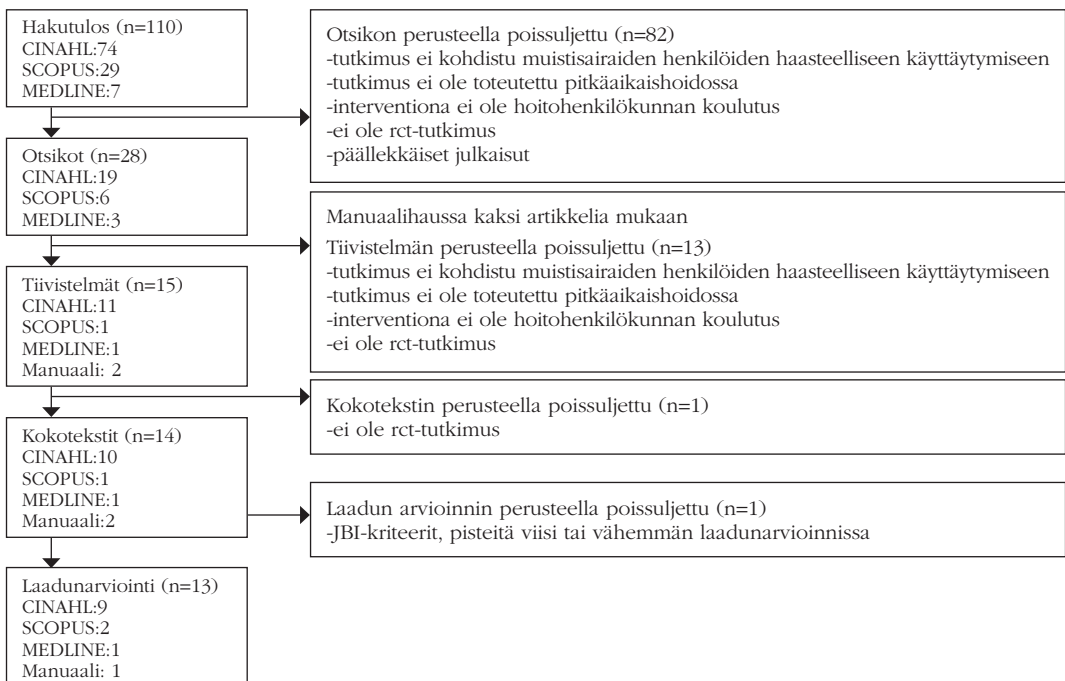 Hakutulos (n=110)
CINAHL:74
SCOPUS:29
MEDLINE:7
Otsikon perusteella poissuljettu (n=82)
-tutkimus ei kohdistu muistisairaiden henkilöiden haasteelliseen käyttäytymiseen
-tutkimus ei ole toteutettu pitkäaikaishoidossa
-interventiona ei ole hoitohenkilökunnan koulutus
-ei ole rct-tutkimus
-päällekkäiset julkaisut
Otsikot (n=28)
CINAHL:19
SCOPUS:6
MEDLINE:3
Manuaalihaussa kaksi artikkelia mukaan
Tiivistelmän perusteella poissuljettu (n=13)
-tutkimus ei kohdistu muistisairaiden henkilöiden haasteelliseen käyttäytymiseen
-tutkimus ei ole toteutettu pitkäaikaishoidossa
-interventiona ei ole hoitohenkilökunnan koulutus
-ei ole rct-tutkimus
Tiivistelmät (n=15)
CINAHL:11
SCOPUS:1
MEDLINE:1
Manuaali: 2
Kokotekstin perusteella poissuljettu (n=1)
-ei ole rct-tutkimus
Kokotekstit (n=14)
CINAHL:10
SCOPUS:1
MEDLINE:1
Manuaali:2
Laadun arvioinnin perusteella poissuljettu (n=1)
-JBI-kriteerit, pisteitä viisi tai vähemmän laadunarvioinnissa
Laadunarviointi (n=13)
CINAHL:9
SCOPUS:2
MEDLINE:1
Manuaali: 1